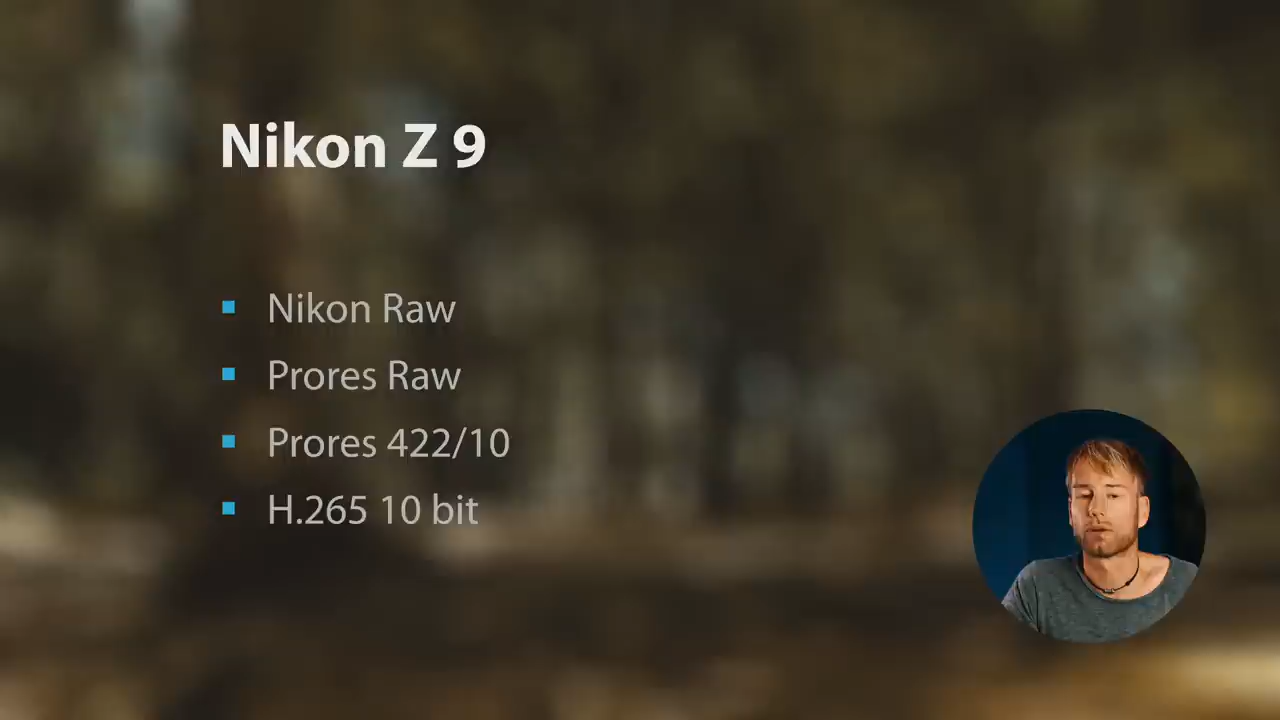 Nikon Z 9
Nikon Raw
Prores Raw
Prores 422/10
H.265 10 bit